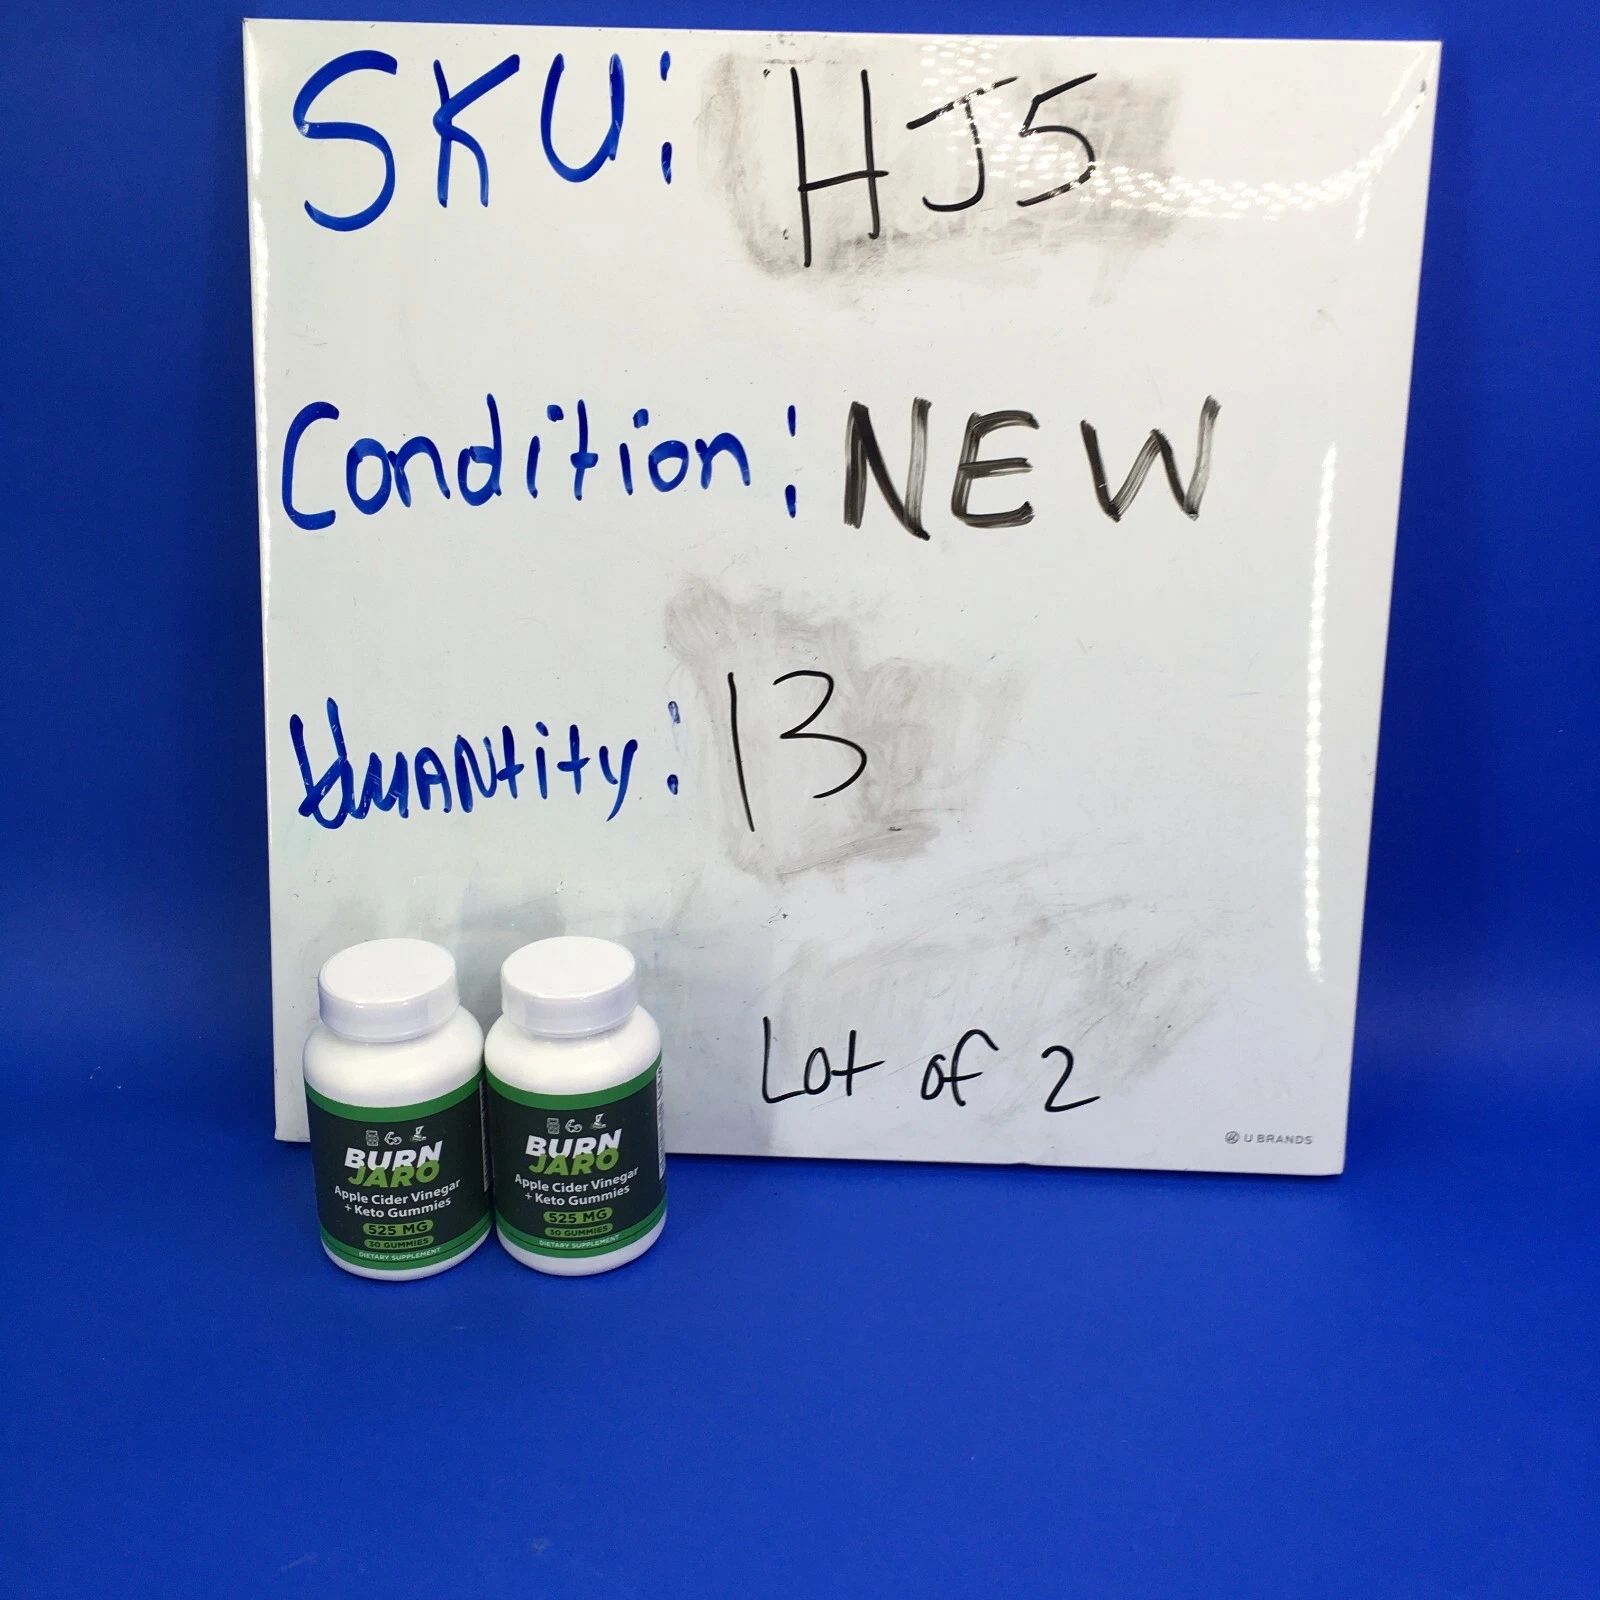 SKU: HJ5
Condition: NEW
Quantity: 13
Lot of 2
U BRANDS
BURN
JARO
Apple Cider Vinegar
+ Keto Gummies
525 MG
30 GUMMIES
DIETARY SUPPLEMENT
BURN
JARO
Apple Cider Vinegar
+ Keto Gummies
525 MG
30 GUMMIES
DIETARY SUPPLEMENT